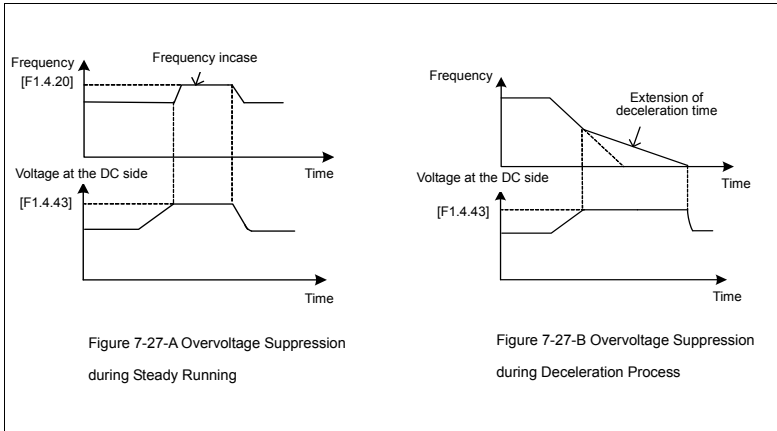 Frequency incase
Frequency
[F1.4.20]
Time
Voltage at the DC side
[F1.4.43]
Time
Figure 7-27-A Overvoltage Suppression
during Steady Running
Frequency
Extension of
deceleration time
Time
Voltage at the DC side
[F1.4.43]
Time
Figure 7-27-B Overvoltage Suppression
during Deceleration Process